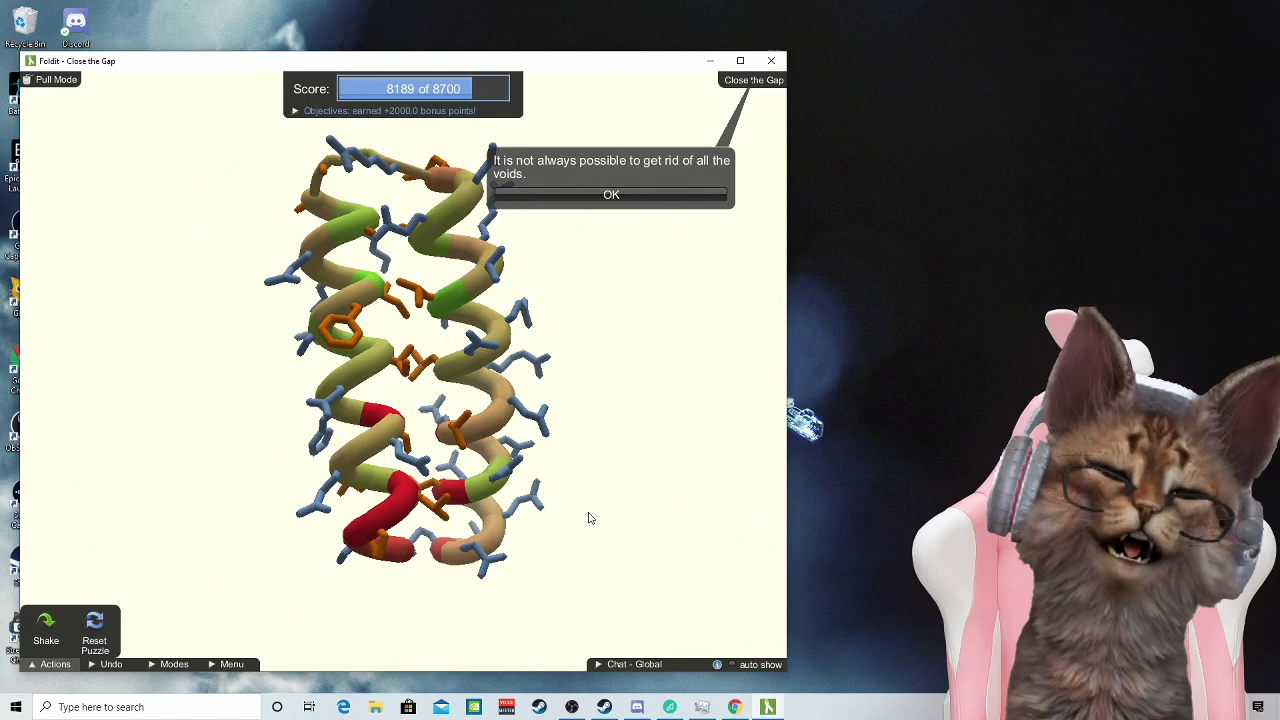 Recycle Bin
Discord
Foldit - Close the Gap
Pull Mode
Score:
8189 of 8700
Objectives: earned +2000.0 bonus points!
Close the Gap
It is not always possible to get rid of all the
voids.
OK
Shake
Reset
Puzzle
Actions
Undo
Modes
Menu
Chat - Global
auto show
Type here to search